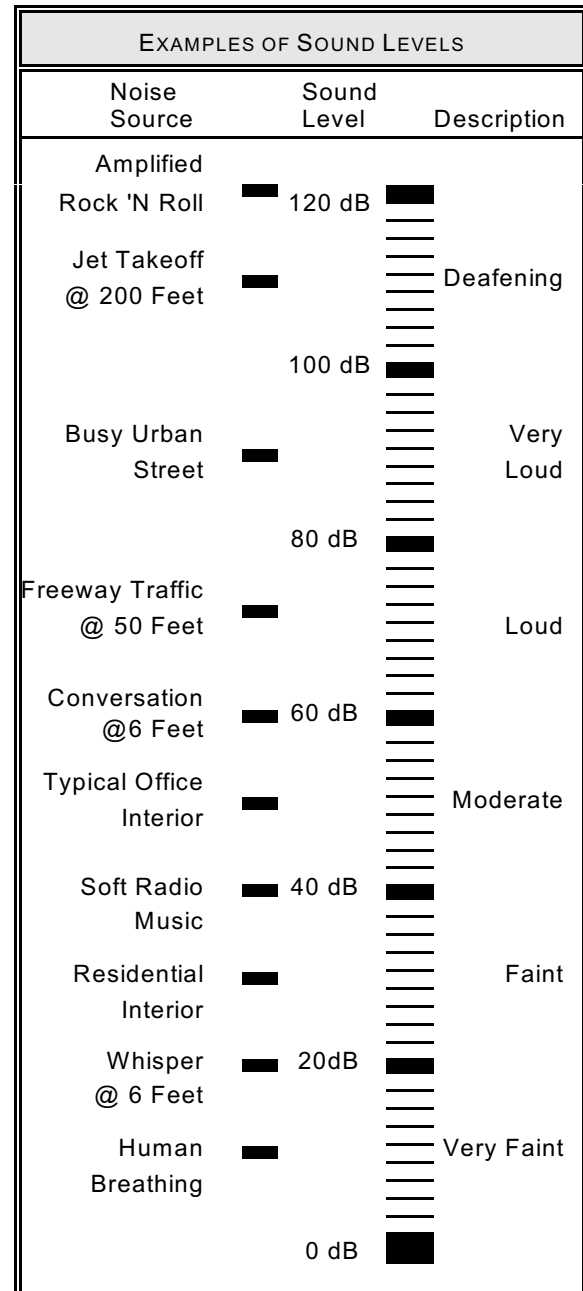 EXAMPLES OF SOUND LEVELS
Noise Sound
Source Level Description
Amplified
Rock 'N Roll 120 dB
Jet Takeoff
@ 200 Feet Deafening
100 dB
Busy Urban Very
Street Loud
80 dB
Freeway Traffic
@ 50 Feet Loud
Conversation
@6 Feet 60 dB
Typical Office
Interior Moderate
Soft Radio 40 dB
Music
Residential Faint
Interior
Whisper 20dB
@ 6 Feet
Human Very Faint
Breathing
0 dB